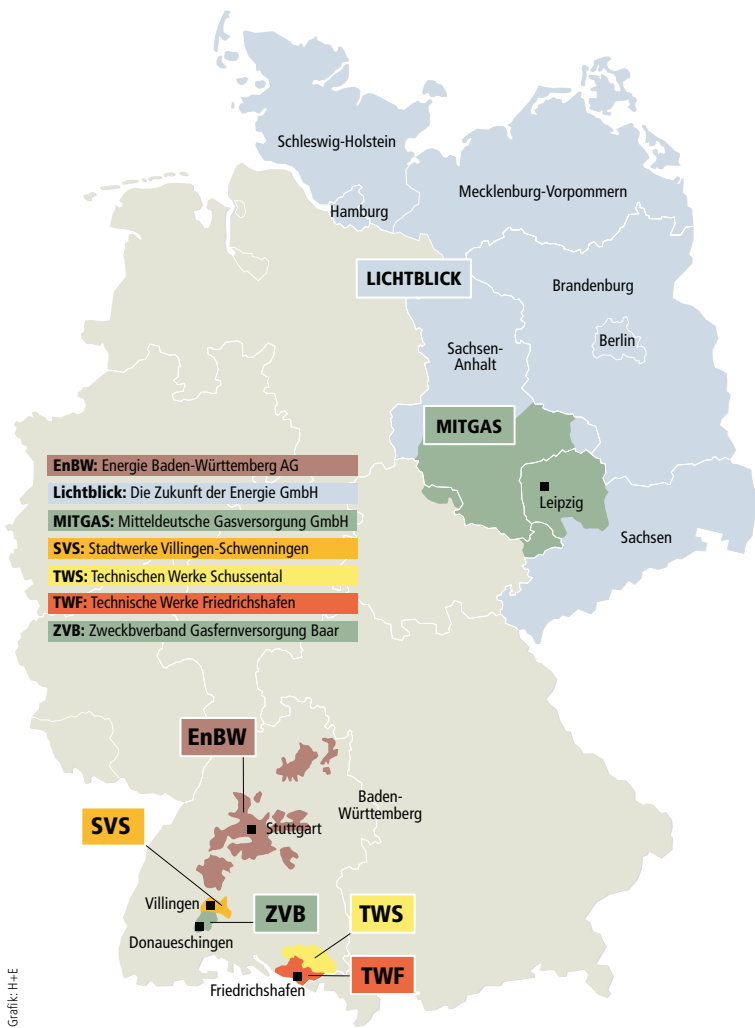 Schleswig-Holstein
Mecklenburg-Vorpommern
Hamburg
LICHTBLICK
Brandenburg
Berlin
Sachsen-
Anhalt
MITGAS
EnBW: Energie Baden-Württemberg AG
Lichtblick: Die Zukunft der Energie GmbH
MITGAS: Mitteldeutsche Gasversorgung GmbH
SVS: Stadtwerke Villingen-Schwenningen
TWS: Technischen Werke Schussental
TWF: Technische Werke Friedrichshafen
ZVB: Zweckbverband Gasfernversorgung Baar
Leipzig
Sachsen
EnBW
Baden-
Württemberg
SVS
Stuttgart
Villingen
ZVB
TWS
Donaueschingen
TWF
Friedrichshafen
Grafik: H+E